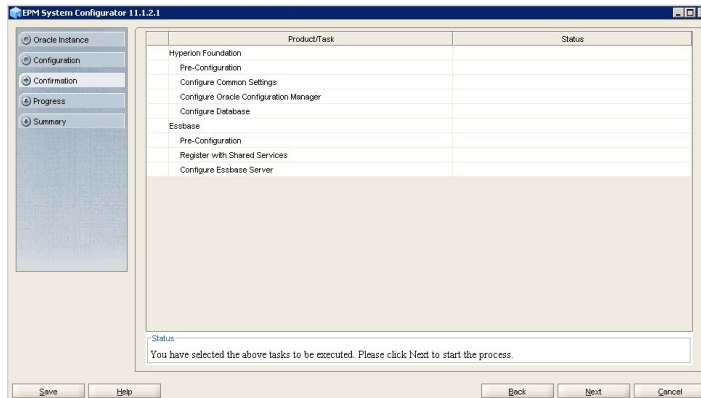 EPM System Configurator 11.1.2.1
Oracle Instance
Configuration
Confirmation
Progress
Summary
Product/Task Status
Hyperion Foundation
Pre-Configuration
Configure Common Settings
Configure Oracle Configuration Manager
Configure Database
Essbase
Pre-Configuration
Register with Shared Services
Configure Essbase Server
Status
You have selected the above tasks to be executed. Please click Next to start the process.
Save Help Back Next Cancel